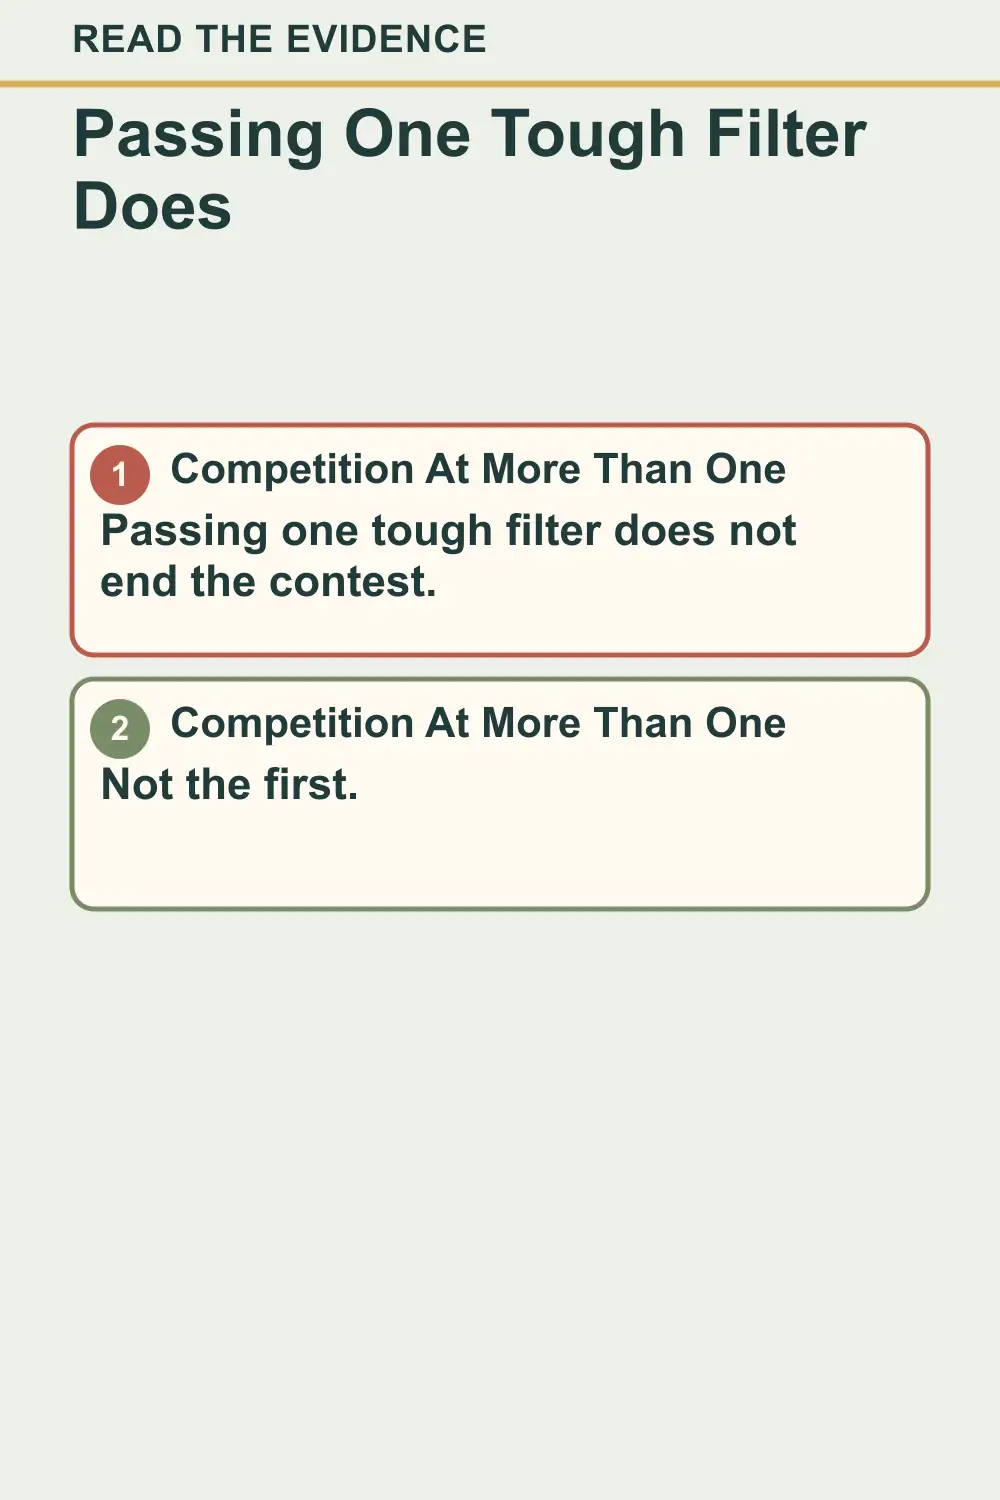 READ THE EVIDENCE
Passing One Tough Filter
Does
1 Competition At More Than One
Passing one tough filter does not
end the contest.
2 Competition At More Than One
Not the first.